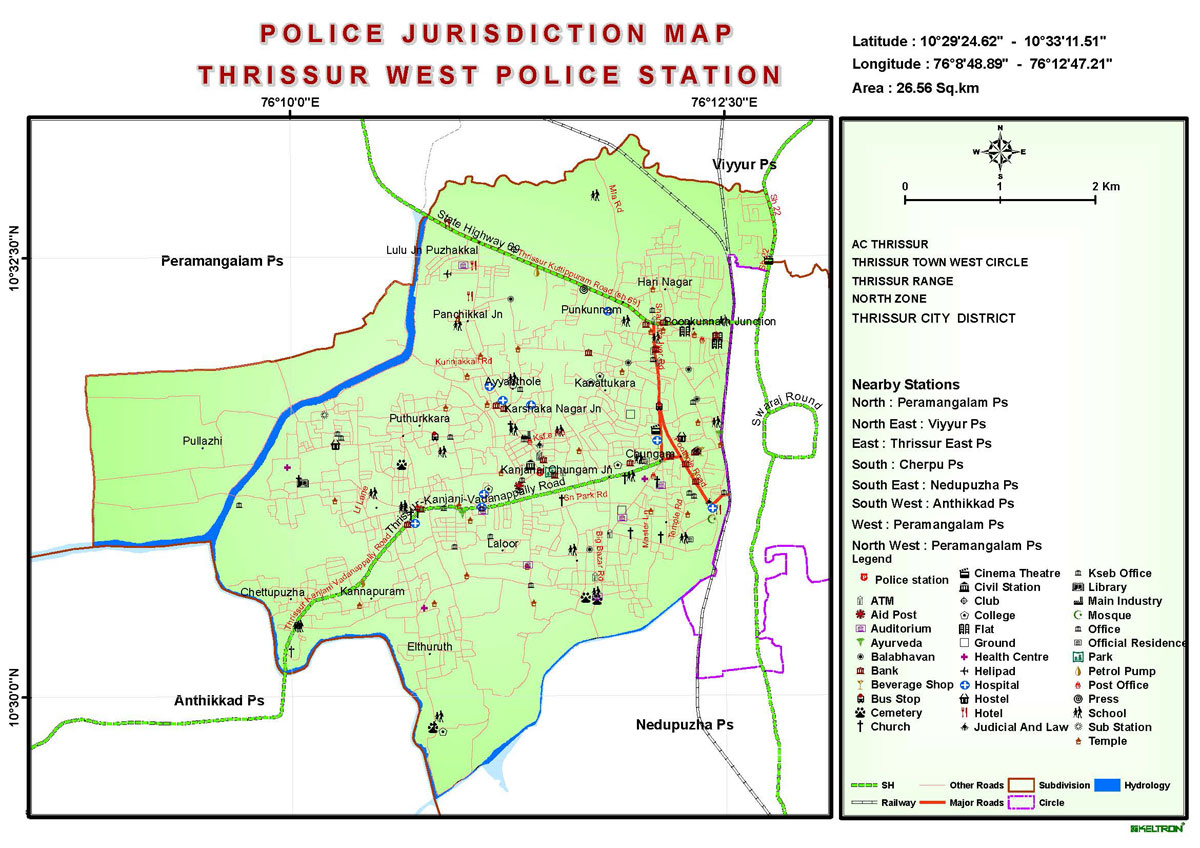 POLICE JURISDICTION MAP
THRISSUR WEST POLICE STATION
Latitude : 10°29'24.62" - 10°33'11.51"
Longitude : 76°8'48.89" - 76°12'47.21"
Area : 26.56 Sq.km
76°10'0"E
76°12'30"E
10°32'30"N
10°30'0"N
Viyyur Ps
Mla Rd
Sh 22
State Highway 69
Peramangalam Ps
Lulu Jn Puzhakkal
Thrissur Kuttippuram Road (sh 69)
Hari Nagar
Panchikkal Jn
Punkunnam
Poonkunnam Junction
Kurinjakkal Rd
Ayyanthole
Kanattukara
Karshaka Nagar Jn
Swaraj Round
Puthurkkara
Pullazhi
Chungam
Kanjanai Chungam Jn
Kanjani-Vadanappally Road
Sn Park Rd
Lf Lane
Master Ln
Temple Rd
Laloor
Big Bazar Rd
Thrissur Kanjani Vadanappally Road
Chettupuzha
Kannapuram
Elthuruth
Anthikkad Ps
Nedupuzha Ps
N
W
E
S
0
1
2 Km
AC THRISSUR
THRISSUR TOWN WEST CIRCLE
THRISSUR RANGE
NORTH ZONE
THRISSUR CITY DISTRICT
Nearby Stations
North : Peramangalam Ps
North East : Viyyur Ps
East : Thrissur East Ps
South : Cherpu Ps
South East : Nedupuzha Ps
South West : Anthikkad Ps
West : Peramangalam Ps
North West : Peramangalam Ps
Legend
Police station
ATM
Aid Post
Auditorium
Ayurveda
Balabhavan
Bank
Beverage Shop
Bus Stop
Cemetery
Church
Cinema Theatre
Civil Station
Club
College
Flat
Ground
Health Centre
Helipad
Hospital
Hostel
Hotel
Judicial And Law
Kseb Office
Library
Main Industry
Mosque
Office
Official Residence
Park
Petrol Pump
Post Office
Press
School
Sub Station
Temple
SH
Other Roads
Subdivision
Hydrology
Railway
Major Roads
Circle
KELTRON